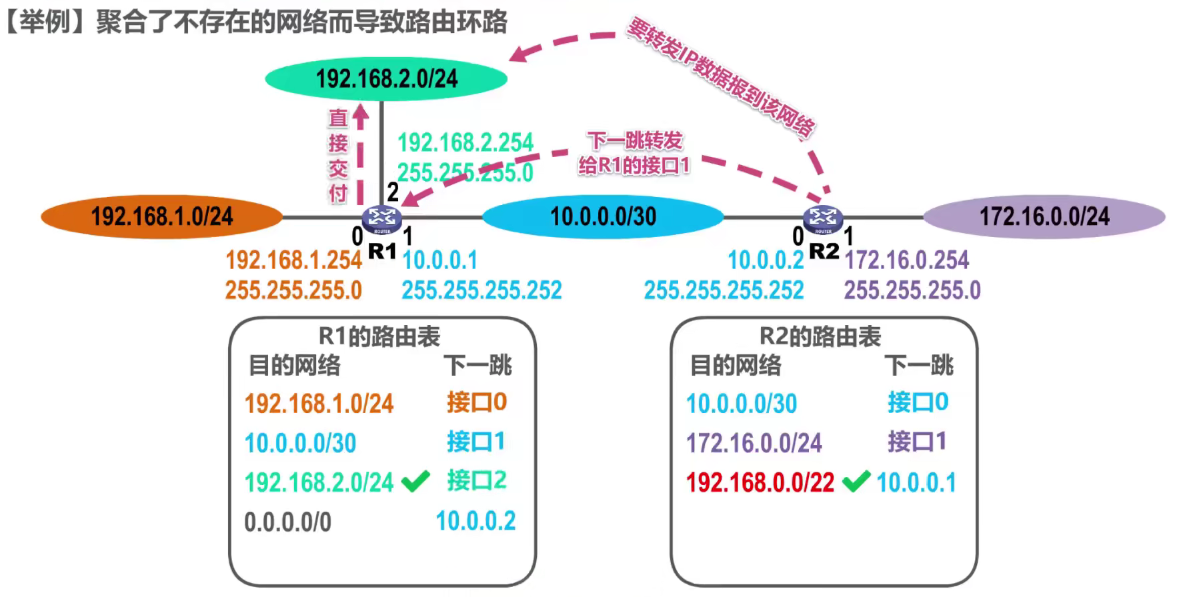 【举例】聚合了不存在的网络而导致路由环路
要转发IP数据报到该网络
192.168.2.0/24
直接交付
192.168.2.254
255.255.255.0
下一跳转发
给R1的接口1
2
192.168.1.0/24
ROUTER
10.0.0.0/30
ROUTER
172.16.0.0/24
0
R1
1
0
R2
1
192.168.1.254
255.255.255.0
10.0.0.1
255.255.255.252
10.0.0.2
255.255.255.252
172.16.0.254
255.255.255.0
R1的路由表
目的网络 下一跳
192.168.1.0/24 接口0
10.0.0.0/30 接口1
192.168.2.0/24 接口2
0.0.0.0/0 10.0.0.2
R2的路由表
目的网络 下一跳
10.0.0.0/30 接口0
172.16.0.0/24 接口1
192.168.0.0/22 10.0.0.1